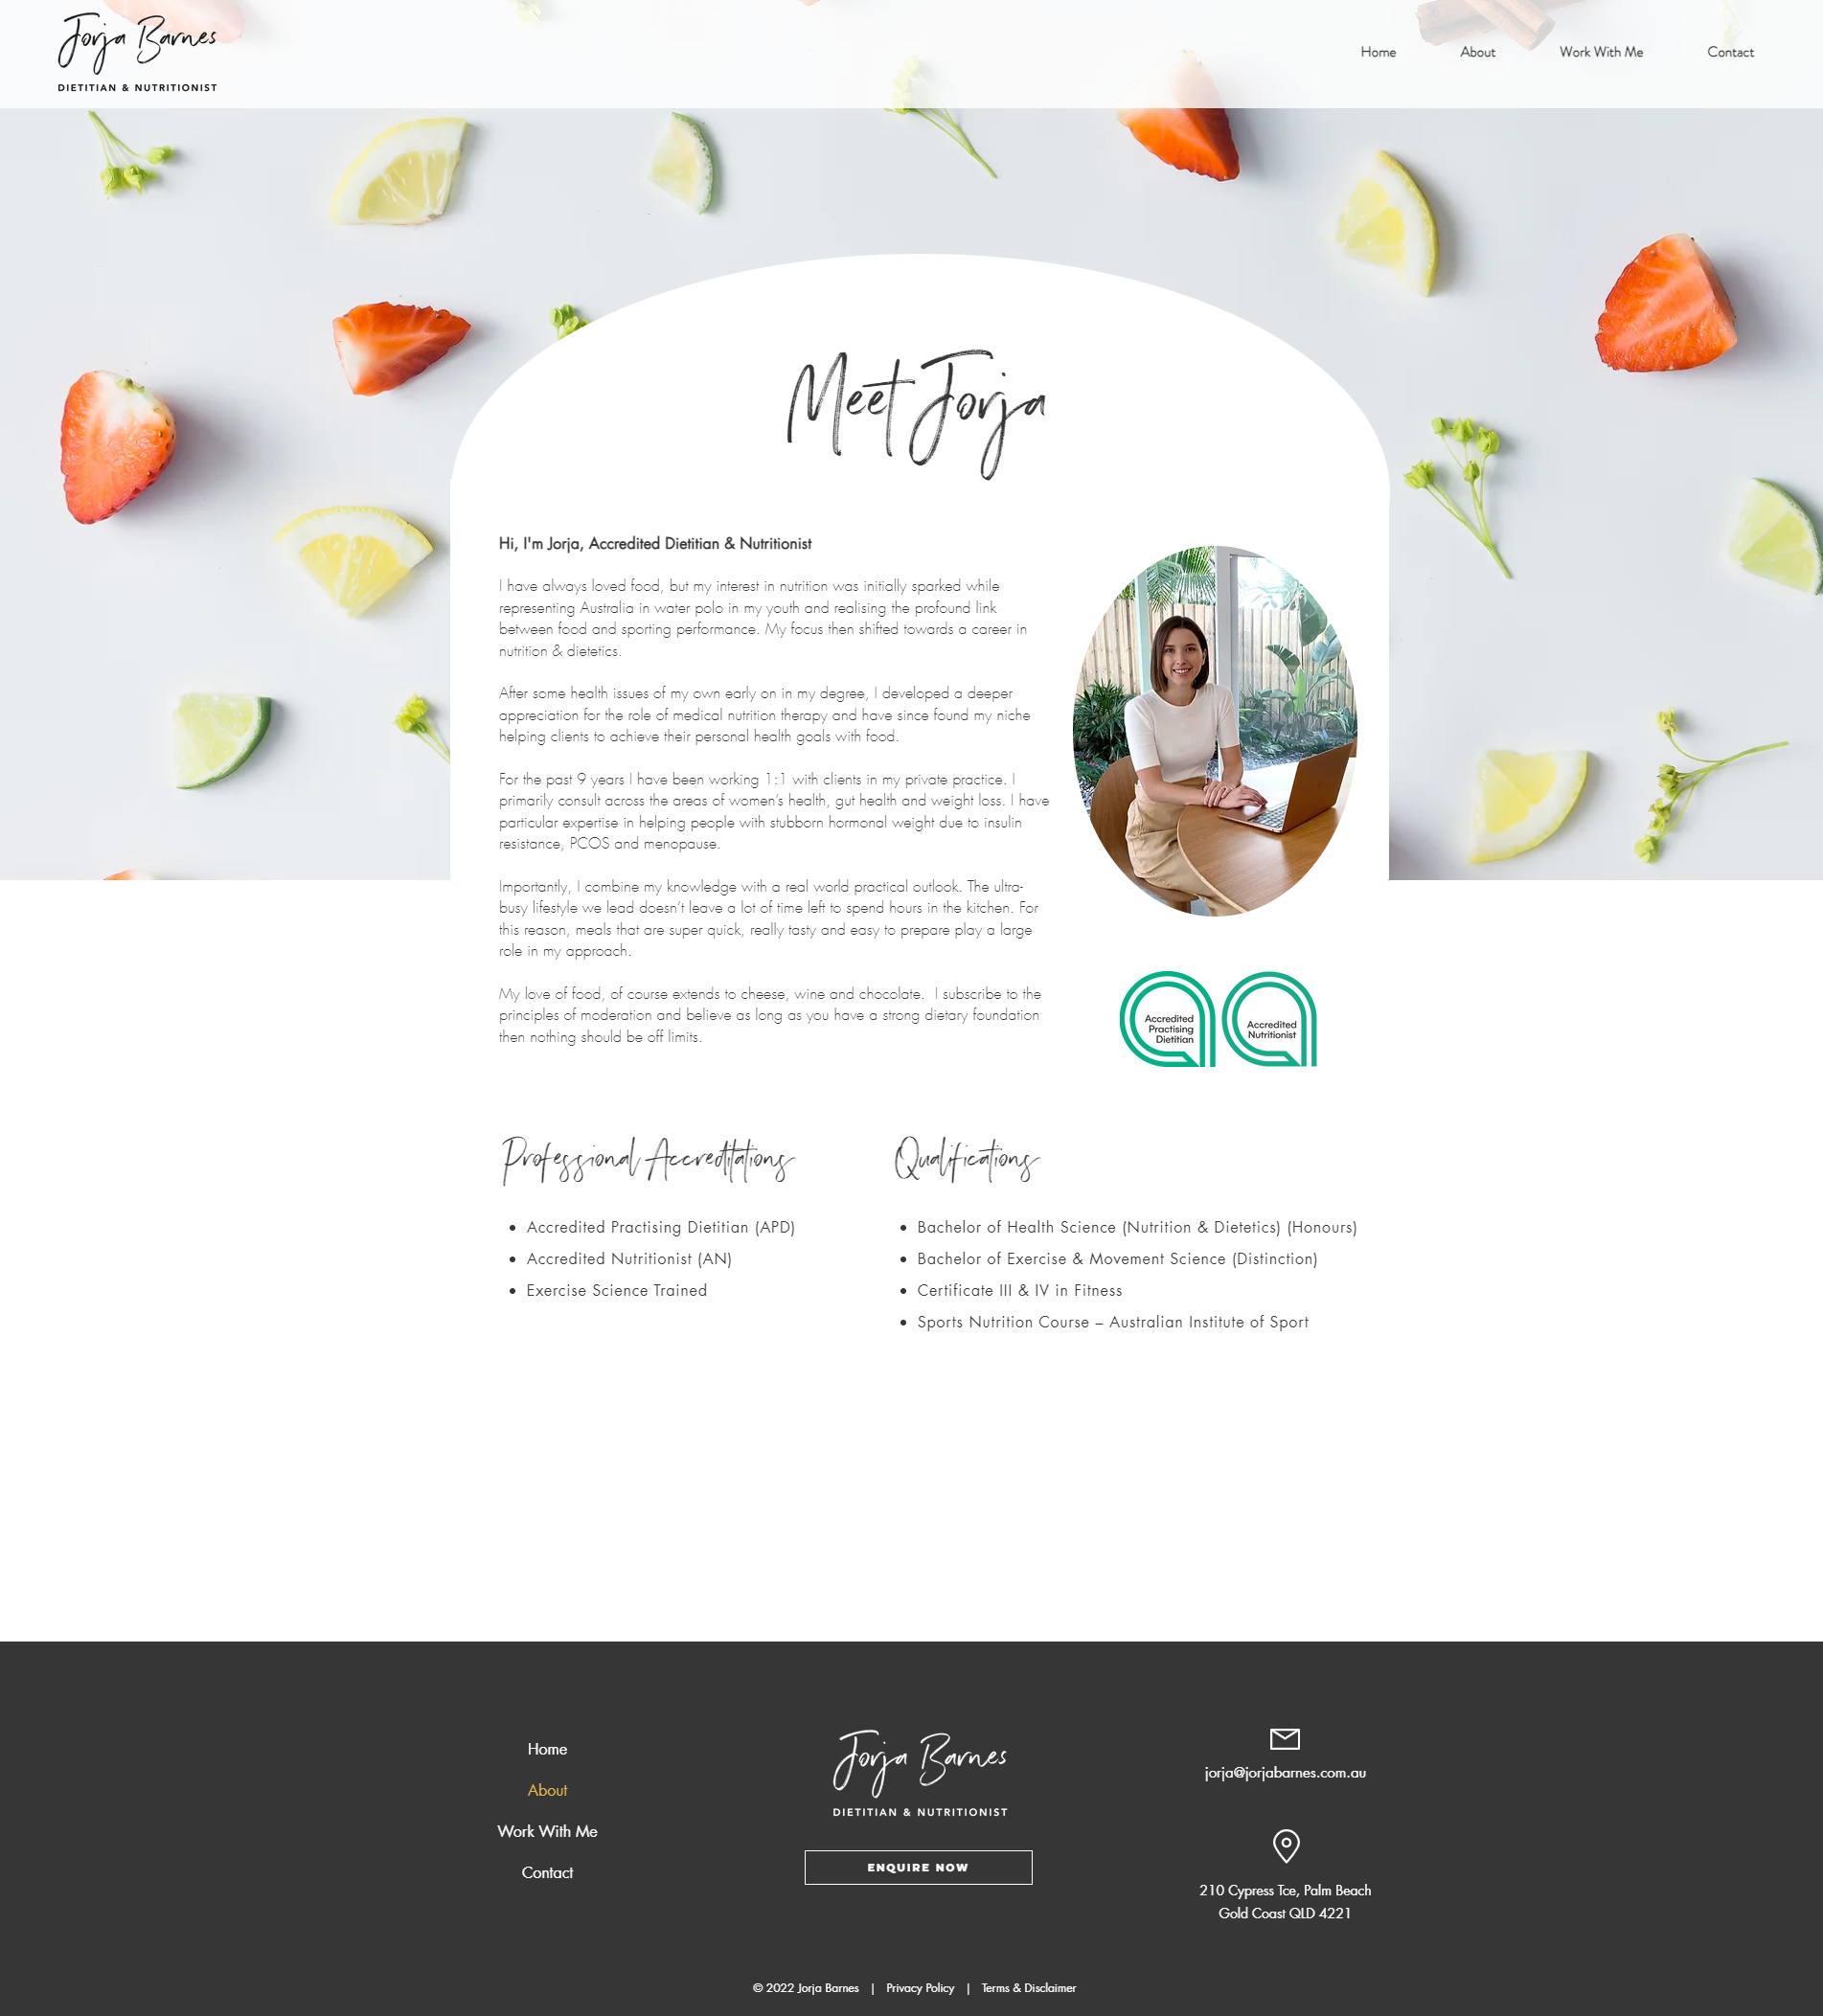 Jorja Barnes
DIETITIAN & NUTRITIONIST
Home
About
Work With Me
Contact
Meet Jorja
Hi, I'm Jorja, Accredited Dietitian & Nutritionist
I have always loved food, but my interest in nutrition was initially sparked while
representing Australia in water polo in my youth and realising the profound link
between food and sporting performance. My focus then shifted towards a career in
nutrition & dietetics.
After some health issues of my own early on in my degree, I developed a deeper
appreciation for the role of medical nutrition therapy and have since found my niche
helping clients to achieve their personal health goals with food.
For the past 9 years I have been working 1:1 with clients in my private practice. I
primarily consult across the areas of women's health, gut health and weight loss. I have
particular expertise in helping people with stubborn hormonal weight due to insulin
resistance, PCOS and menopause.
Importantly, I combine my knowledge with a real world practical outlook. The ultra-
busy lifestyle we lead doesn't leave a lot of time left to spend hours in the kitchen. For
this reason, meals that are super quick, really tasty and easy to prepare play a large
role in my approach.
My love of food, of course extends to cheese, wine and chocolate.  I subscribe to the
principles of moderation and believe as long as you have a strong dietary foundation
then nothing should be off limits.
Accredited
Practising
Dietitian
Accredited
Nutritionist
Professional Accreditations
Accredited Practising Dietitian (APD)
Accredited Nutritionist (AN)
Exercise Science Trained
Qualifications
Bachelor of Health Science (Nutrition & Dietetics) (Honours)
Bachelor of Exercise & Movement Science (Distinction)
Certificate III & IV in Fitness
Sports Nutrition Course – Australian Institute of Sport
Home
About
Work With Me
Contact
Jorja Barnes
DIETITIAN & NUTRITIONIST
ENQUIRE NOW
jorja@jorjabarnes.com.au
210 Cypress Tce, Palm Beach
Gold Coast QLD 4221
© 2022 Jorja Barnes | Privacy Policy | Terms & Disclaimer